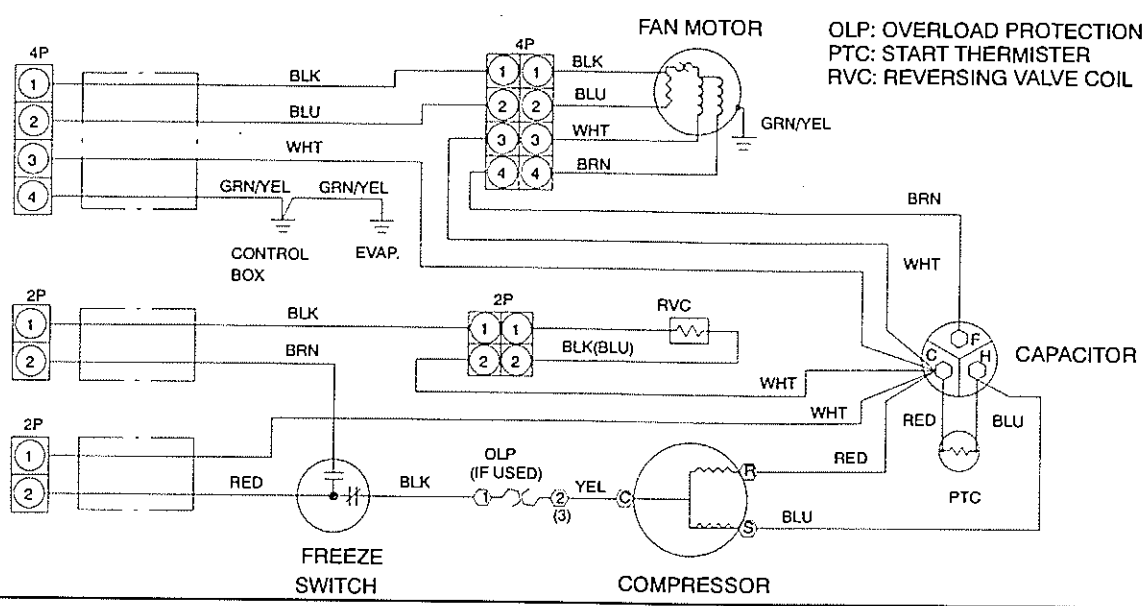 FAN MOTOR
OLP: OVERLOAD PROTECTION
PTC: START THERMISTER
RVC: REVERSING VALVE COIL
4P
1
BLK
2
BLU
3
WHT
4
GRN/YEL
GRN/YEL
CONTROL
BOX
EVAP.
4P
1 1
BLK
2 2
BLU
3 3
WHT
4 4
BRN
GRN/YEL
BRN
WHT
2P
1
BLK
2
BRN
2P
1 1
2 2
RVC
BLK(BLU)
WHT
WHT
F
C
H
CAPACITOR
RED
BLU
PTC
2P
1
2
RED
BLK
OLP
(IF USED)
1
2
(3)
YEL
C
R
RED
S
BLU
FREEZE
SWITCH
COMPRESSOR